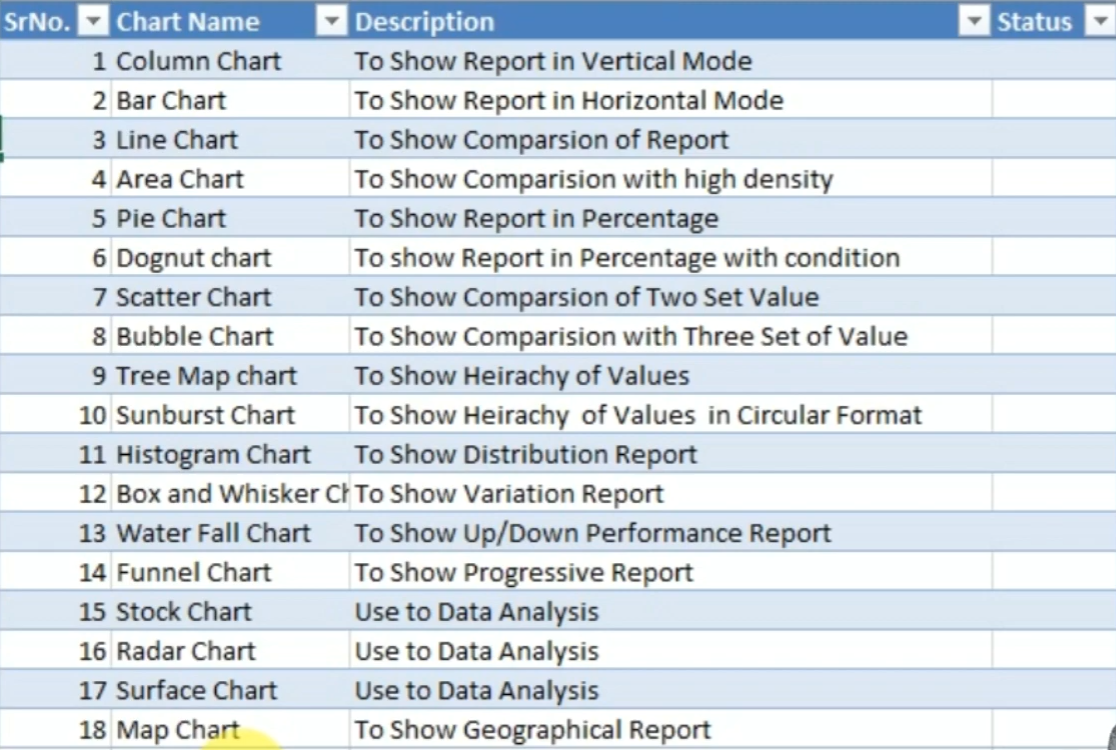 SrNo. Chart Name Description Status
1 Column Chart To Show Report in Vertical Mode
2 Bar Chart To Show Report in Horizontal Mode
3 Line Chart To Show Comparsion of Report
4 Area Chart To Show Comparision with high density
5 Pie Chart To Show Report in Percentage
6 Dognut chart To show Report in Percentage with condition
7 Scatter Chart To Show Comparsion of Two Set Value
8 Bubble Chart To Show Comparision with Three Set of Value
9 Tree Map chart To Show Heirachy of Values
10 Sunburst Chart To Show Heirachy of Values in Circular Format
11 Histogram Chart To Show Distribution Report
12 Box and Whisker Ch To Show Variation Report
13 Water Fall Chart To Show Up/Down Performance Report
14 Funnel Chart To Show Progressive Report
15 Stock Chart Use to Data Analysis
16 Radar Chart Use to Data Analysis
17 Surface Chart Use to Data Analysis
18 Map Chart To Show Geographical Report